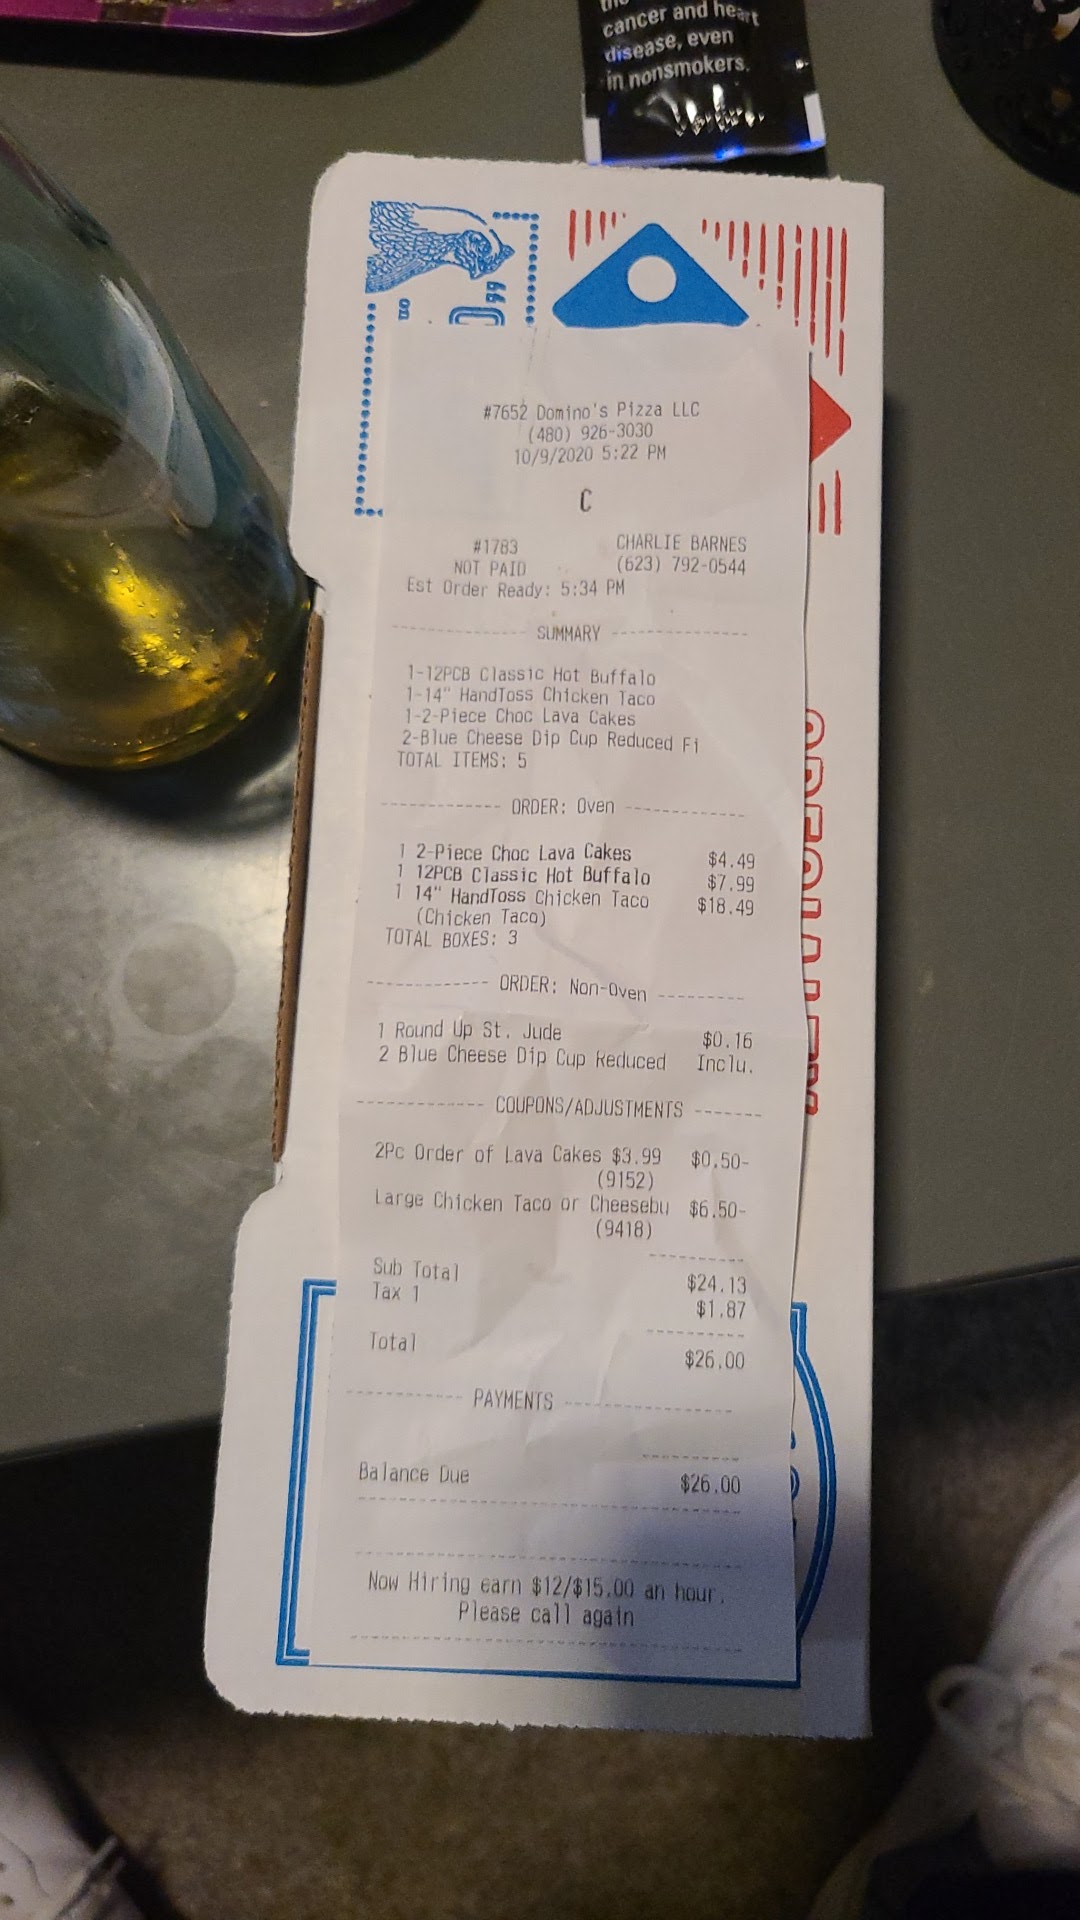 cancer and heart
disease, even
in nonsmokers.
99
#7652 Domino's Pizza LLC
(480) 926-3030
10/9/2020 5:22 PM
C
#1783 CHARLIE BARNES
NOT PAID (623) 792-0544
Est Order Ready: 5:34 PM
SUMMARY
1-12PCB Classic Hot Buffalo
1-14" HandToss Chicken Taco
1-2-Piece Choc Lava Cakes
2-Blue Cheese Dip Cup Reduced Fi
TOTAL ITEMS: 5
ORDER: Oven
1 2-Piece Choc Lava Cakes $4.49
1 12PCB Classic Hot Buffalo $7.99
1 14" HandToss Chicken Taco $18.49
(Chicken Taco)
TOTAL BOXES: 3
ORDER: Non-Oven
1 Round Up St. Jude $0.16
2 Blue Cheese Dip Cup Reduced Inclu.
COUPONS/ADJUSTMENTS
2Pc Order of Lava Cakes $3.99 $0.50-
(9152)
Large Chicken Taco or Cheesebu $6.50-
(9418)
Sub Total $24.13
Tax 1 $1.87
Total $26.00
PAYMENTS
Balance Due $26.00
Now Hiring earn $12/$15.00 an hour.
Please call again